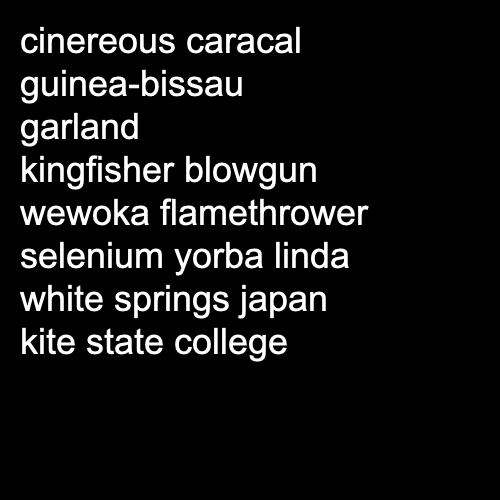 cinereous caracal
guinea-bissau
garland
kingfisher blowgun
wewoka flamethrower
selenium yorba linda
white springs japan
kite state college